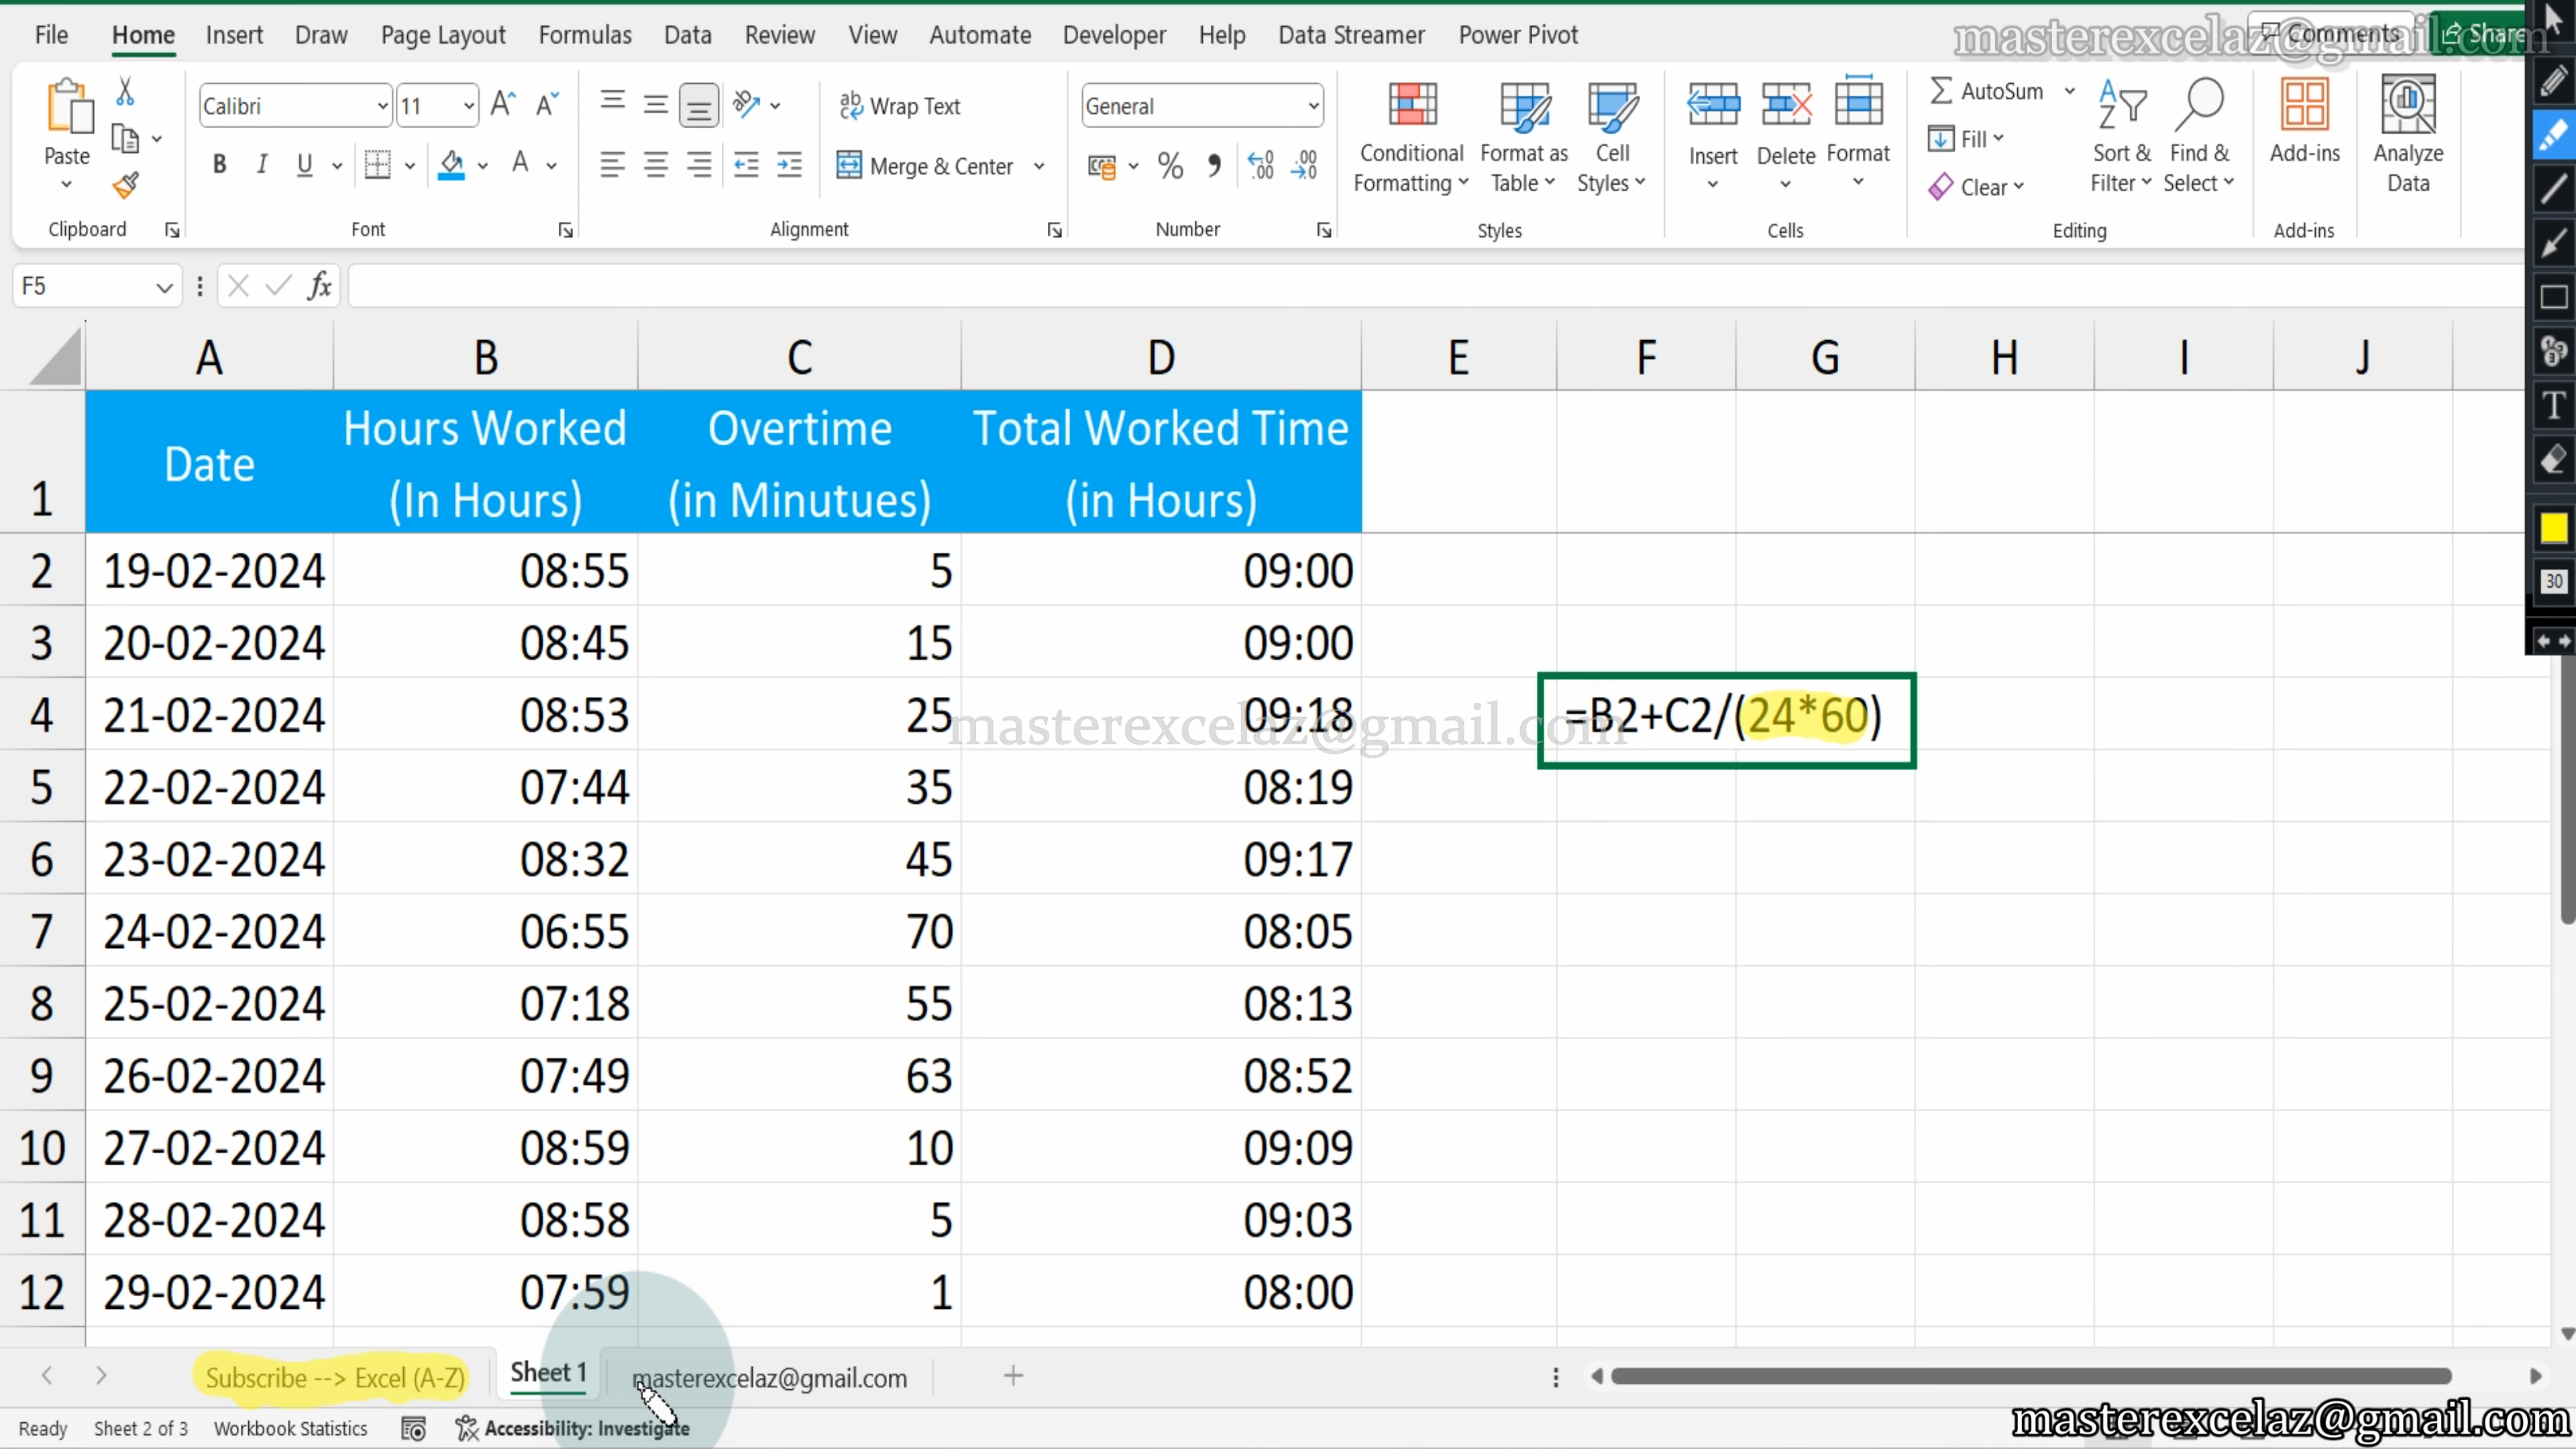 File Home Insert Draw Page Layout Formulas Data Review View Automate Developer Help Data Streamer Power Pivot Comments Share
masterexcelaz@gmail.com
Paste
Calibri 11
B I U
Wrap Text
Merge & Center
General
Conditional Formatting
Format as Table
Cell Styles
Insert Delete Format
AutoSum
Fill
Clear
Sort & Filter
Find & Select
Add-ins
Analyze Data
Clipboard Font Alignment Number Styles Cells Editing Add-ins
F5 fx
A B C D E F G H I J
1 Date Hours Worked (In Hours) Overtime (in Minutues) Total Worked Time (in Hours)
2 19-02-2024 08:55 5 09:00
3 20-02-2024 08:45 15 09:00
4 21-02-2024 08:53 25 09:18 =B2+C2/(24*60)
masterexcelaz@gmail.com
5 22-02-2024 07:44 35 08:19
6 23-02-2024 08:32 45 09:17
7 24-02-2024 06:55 70 08:05
8 25-02-2024 07:18 55 08:13
9 26-02-2024 07:49 63 08:52
10 27-02-2024 08:59 10 09:09
11 28-02-2024 08:58 5 09:03
12 29-02-2024 07:59 1 08:00
T
30
Subscribe --> Excel (A-Z) Sheet 1 masterexcelaz@gmail.com
Ready Sheet 2 of 3 Workbook Statistics Accessibility: Investigate
masterexcelaz@gmail.com